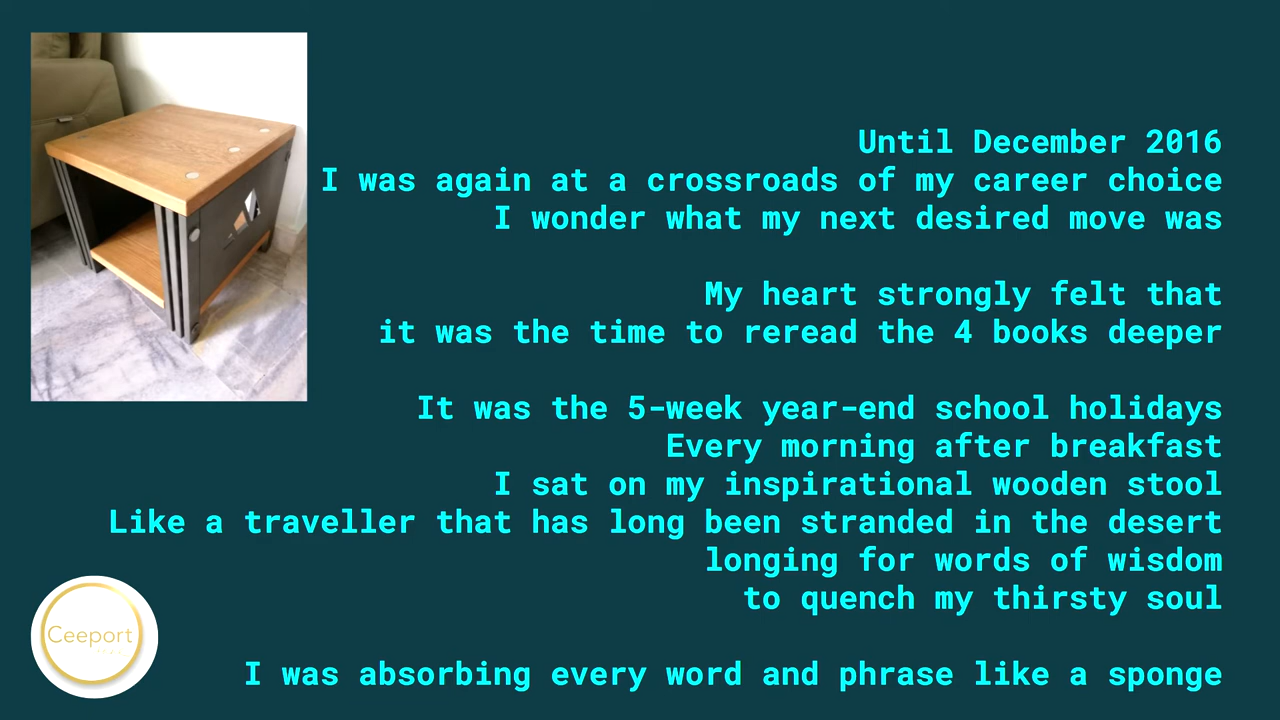 Until December 2016
I was again at a crossroads of my career choice
I wonder what my next desired move was
My heart strongly felt that
it was the time to reread the 4 books deeper
It was the 5-week year-end school holidays
Every morning after breakfast
I sat on my inspirational wooden stool
Like a traveller that has long been stranded in the desert
longing for words of wisdom
to quench my thirsty soul
I was absorbing every word and phrase like a sponge
Ceeport